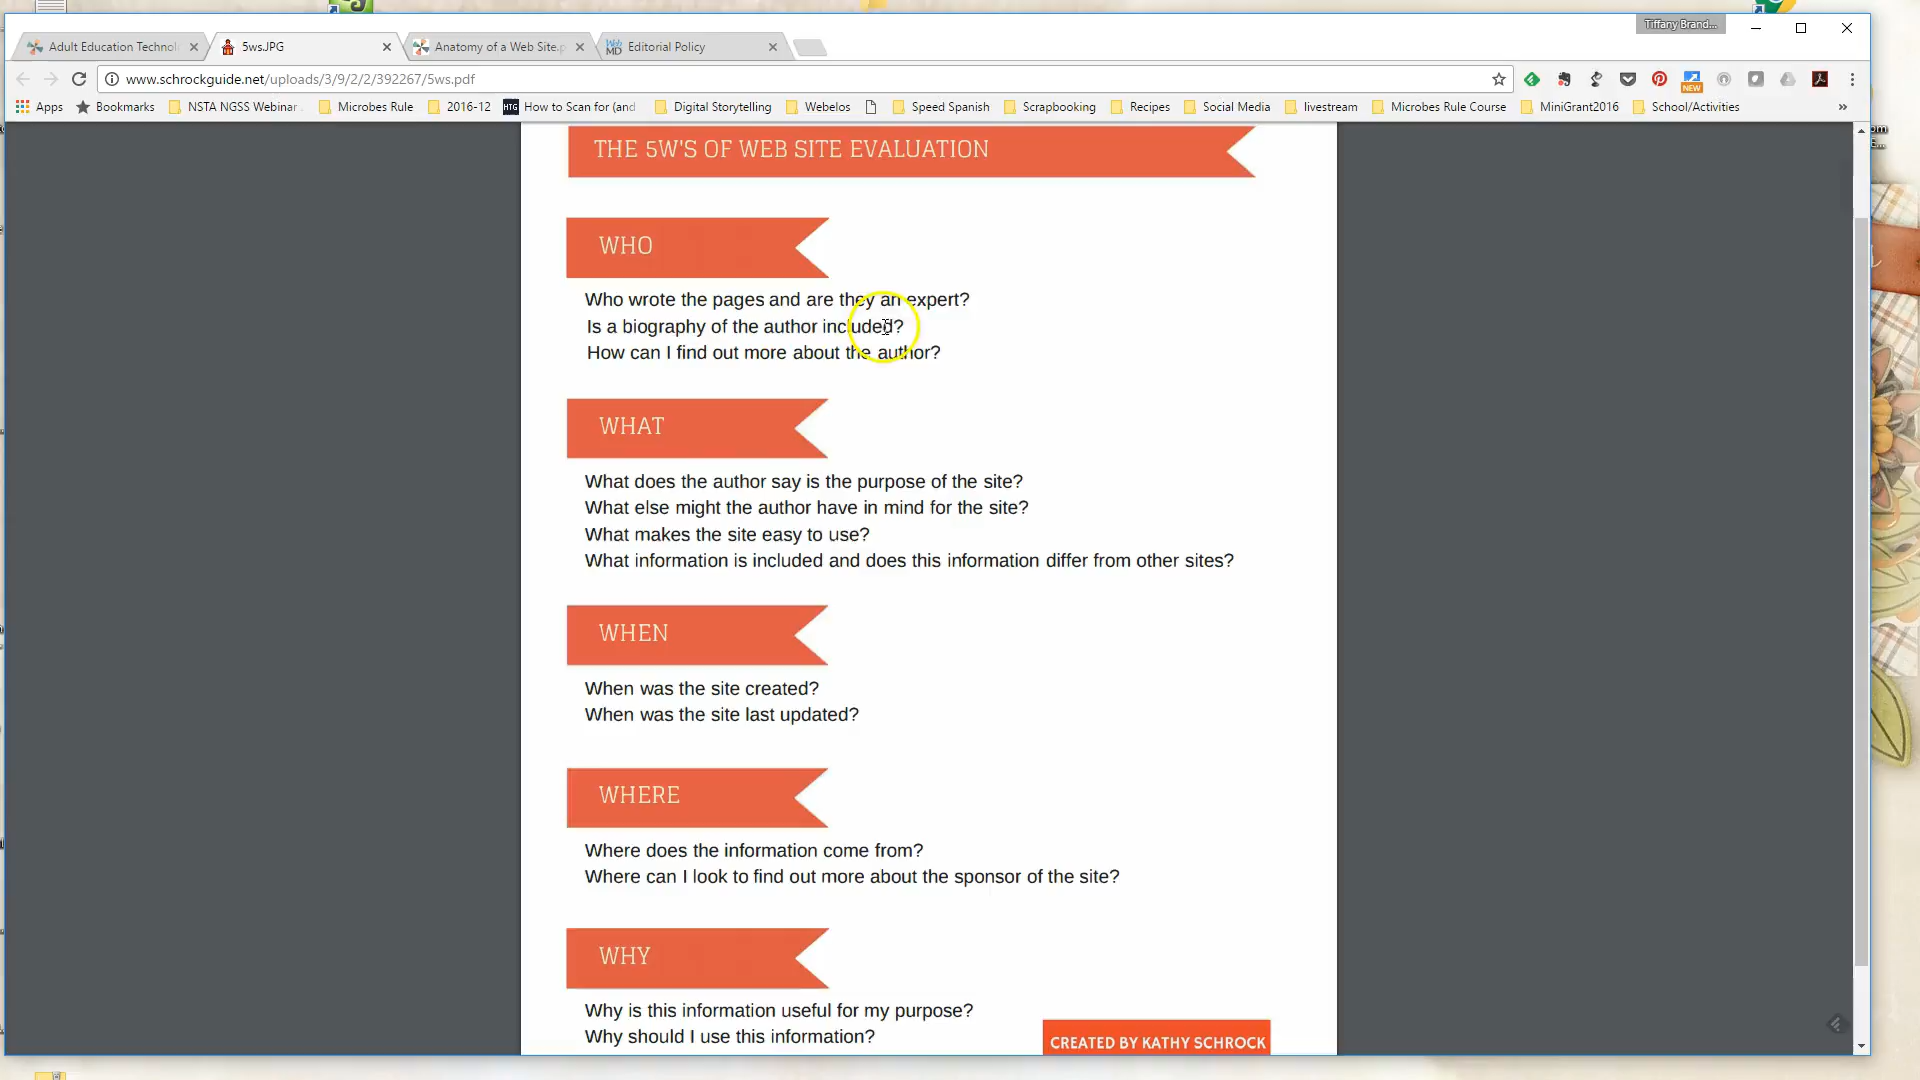 Tiffany Brand...
Adult Education Technol
5ws.JPG
Anatomy of a Web Site.p
Editorial Policy
www.schrockguide.net/uploads/3/9/2/2/392267/5ws.pdf
NEW
Apps
Bookmarks
NSTA NGSS Webinar
Microbes Rule
2016-12
HTG
How to Scan for (and
Digital Storytelling
Webelos
Speed Spanish
Scrapbooking
Recipes
Social Media
livestream
Microbes Rule Course
MiniGrant2016
School/Activities
»
THE 5W'S OF WEB SITE EVALUATION
WHO
Who wrote the pages and are they an expert?
Is a biography of the author included?
How can I find out more about the author?
WHAT
What does the author say is the purpose of the site?
What else might the author have in mind for the site?
What makes the site easy to use?
What information is included and does this information differ from other sites?
WHEN
When was the site created?
When was the site last updated?
WHERE
Where does the information come from?
Where can I look to find out more about the sponsor of the site?
WHY
Why is this information useful for my purpose?
Why should I use this information?
CREATED BY KATHY SCHROCK